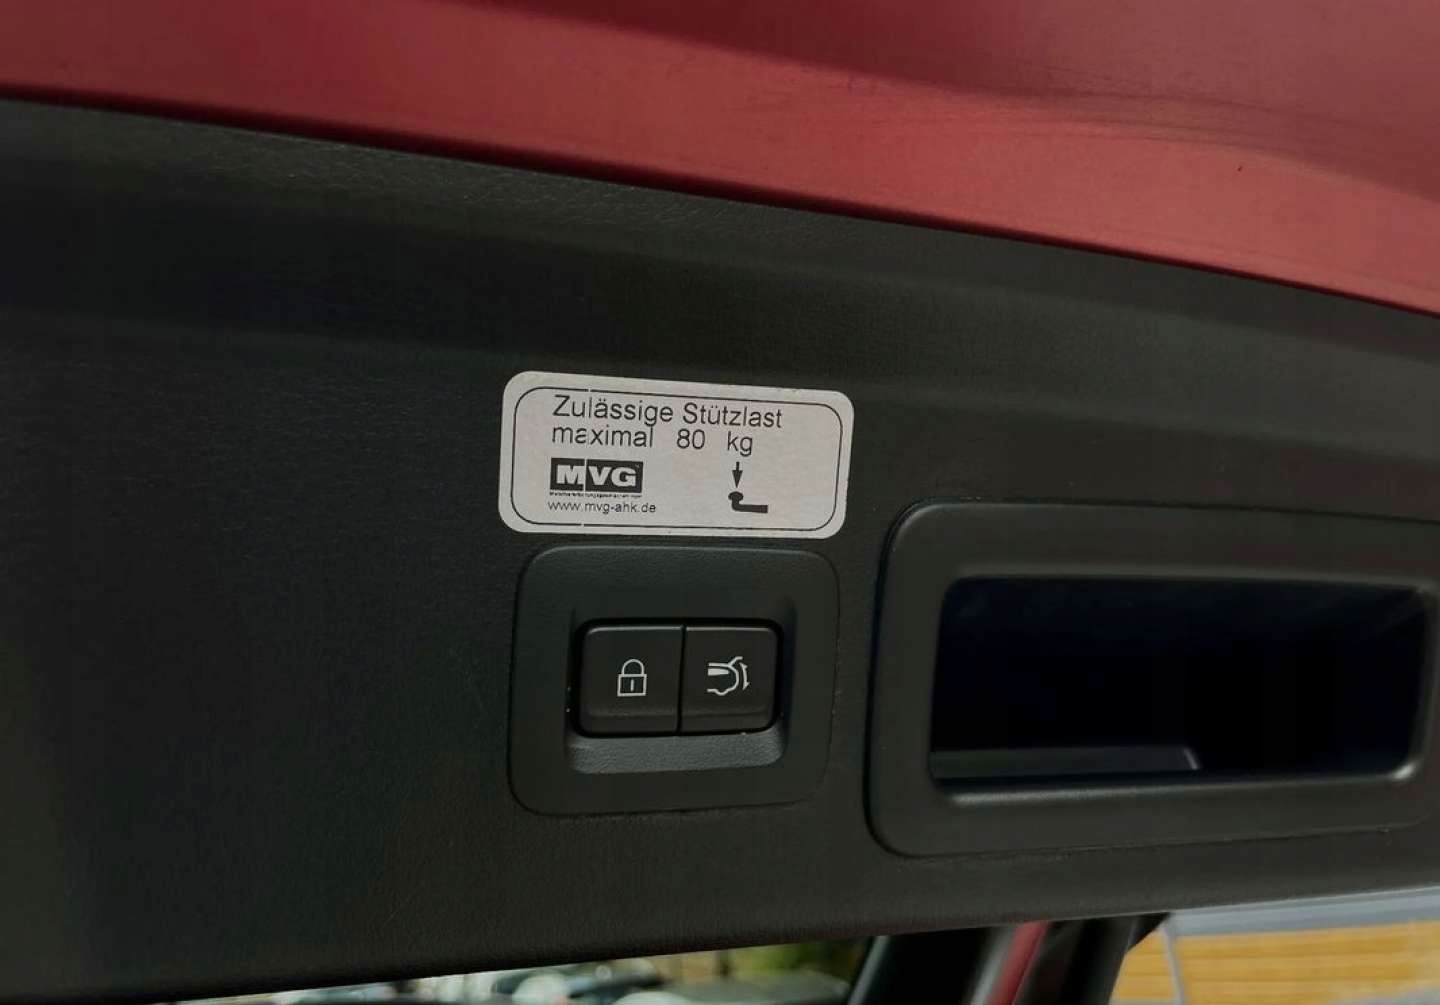 Zulässige Stützlast
maximal 80 kg
MVG
www.mvg-ahk.de